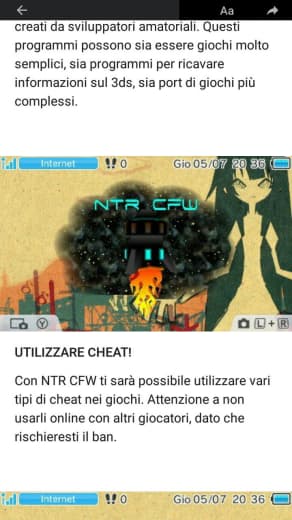 Aa
creati da sviluppatori amatoriali. Questi
programmi possono sia essere giochi molto
semplici, sia programmi per ricavare
informazioni sul 3ds, sia port di giochi più
complessi.
Internet 0 Gio 05/07 20 36
NTR CFW
Y L + R
UTILIZZARE CHEAT!
Con NTR CFW ti sarà possibile utilizzare vari
tipi di cheat nei giochi. Attenzione a non
usarli online con altri giocatori, dato che
rischieresti il ban.
Internet 0 Gio 05/07 20 36